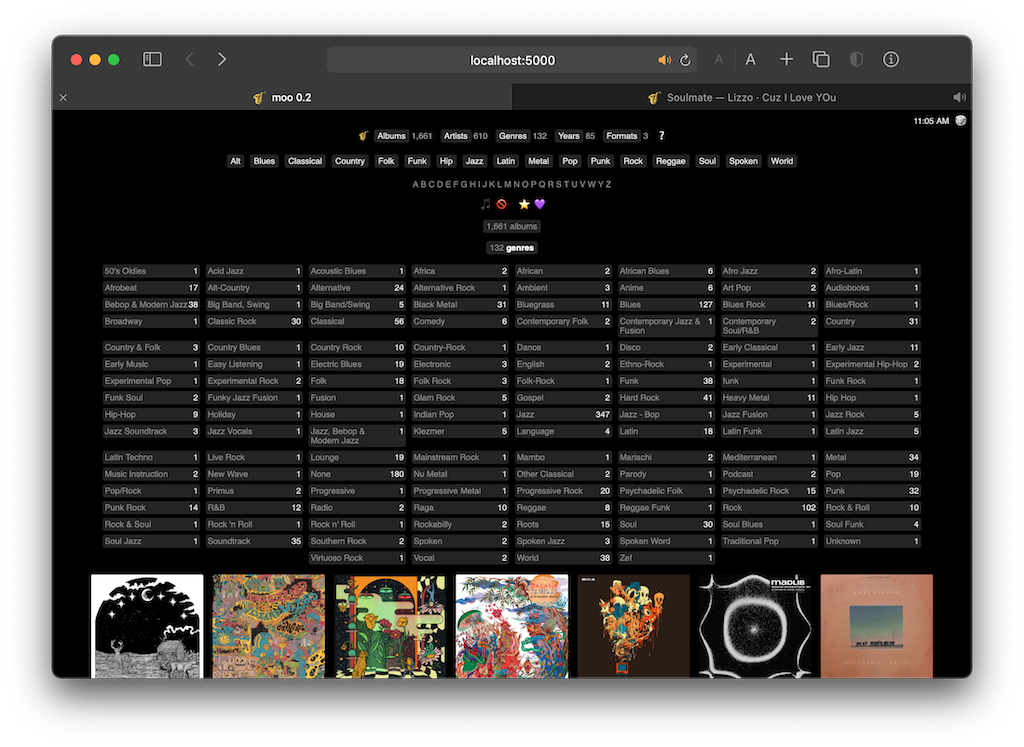 localhost:5000
A A
moo 0.2
Soulmate — Lizzo · Cuz I Love YOu
11:05 AM
Albums 1,661 Artists 610 Genres 132 Years 85 Formats 3 ?
Alt Blues Classical Country Folk Funk Hip Jazz Latin Metal Pop Punk Rock Reggae Soul Spoken World
A B C D E F G H I J K L M N O P Q R S T U V W Y Z
1,661 albums
132 genres
50's Oldies 1 Acid Jazz 1 Acoustic Blues 1 Africa 2 African 2 African Blues 6 Afro Jazz 2 Afro-Latin 1
Afrobeat 17 Alt-Country 1 Alternative 24 Alternative Rock 1 Ambient 3 Anime 6 Art Pop 2 Audiobooks 1
Bebop & Modern Jazz 38 Big Band, Swing 1 Big Band/Swing 5 Black Metal 31 Bluegrass 11 Blues 127 Blues Rock 11 Blues/Rock 1
Broadway 1 Classic Rock 30 Classical 56 Comedy 6 Contemporary Folk 2 Contemporary Jazz & 1 Contemporary 2 Country 31
Fusion Soul/R&B
Country & Folk 3 Country Blues 1 Country Rock 10 Country-Rock 1 Dance 1 Disco 2 Early Classical 1 Early Jazz 11
Early Music 1 Easy Listening 1 Electric Blues 19 Electronic 3 English 2 Ethno-Rock 1 Experimental 1 Experimental Hip-Hop 2
Experimental Pop 1 Experimental Rock 2 Folk 18 Folk Rock 3 Folk-Rock 1 Funk 38 funk 1 Funk Rock 1
Funk Soul 2 Funky Jazz Fusion 1 Fusion 1 Glam Rock 5 Gospel 2 Hard Rock 41 Heavy Metal 11 Hip Hop 1
Hip-Hop 9 Holiday 1 House 1 Indian Pop 1 Jazz 347 Jazz - Bop 1 Jazz Fusion 1 Jazz Rock 5
Jazz Soundtrack 3 Jazz Vocals 1 Jazz, Bebop & 1 Klezmer 5 Language 4 Latin 18 Latin Funk 1 Latin Jazz 5
Modern Jazz
Latin Techno 1 Live Rock 1 Lounge 19 Mainstream Rock 1 Mambo 1 Mariachi 2 Mediterranean 1 Metal 34
Music Instruction 2 New Wave 1 None 180 Nu Metal 1 Other Classical 2 Parody 1 Podcast 2 Pop 19
Pop/Rock 1 Primus 2 Progressive 1 Progressive Metal 1 Progressive Rock 20 Psychadelic Folk 1 Psychadelic Rock 15 Punk 32
Punk Rock 14 R&B 12 Radio 2 Raga 10 Reggae 8 Reggae Funk 1 Rock 102 Rock & Roll 10
Rock & Soul 1 Rock 'n Roll 1 Rock n' Roll 1 Rockabilly 2 Roots 15 Soul 30 Soul Blues 1 Soul Funk 4
Soul Jazz 1 Soundtrack 35 Southern Rock 2 Spoken 2 Spoken Jazz 3 Spoken Word 1 Traditional Pop 1 Unknown 1
Virtuoso Rock 1 Vocal 2 World 38 Zef 1
MADLIB